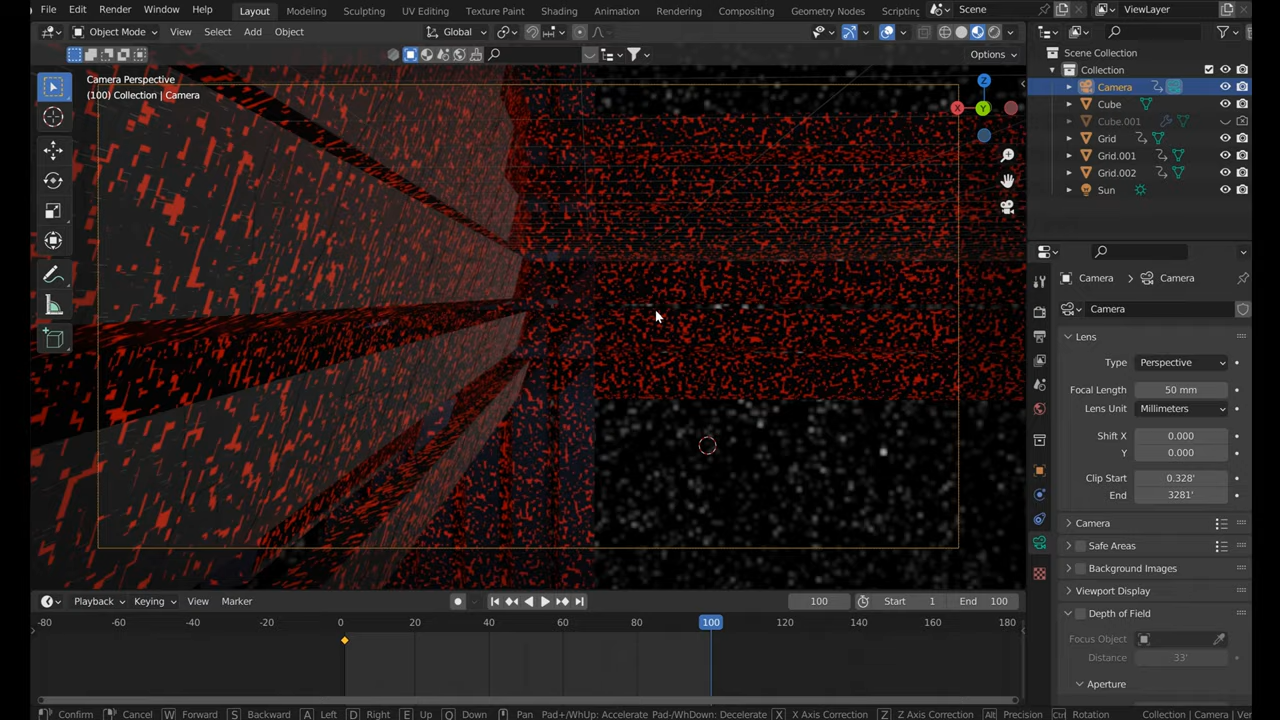 File Edit Render Window Help Layout Modeling Sculpting UV Editing Texture Paint Shading Animation Rendering Compositing Geometry Nodes Scripting Scene ViewLayer
Object Mode View Select Add Object Global
Options
Camera Perspective
(100) Collection | Camera
Z
X
Y
Scene Collection
Collection
Camera
Cube
Cube.001
Grid
Grid.001
Grid.002
Sun
Camera Camera
Camera
Lens
Type Perspective
Focal Length 50 mm
Lens Unit Millimeters
Shift X 0.000
Y 0.000
Clip Start 0.328'
End 3281'
Camera
Safe Areas
Background Images
Viewport Display
Depth of Field
Focus Object
Distance 33'
Aperture
Playback Keying View Marker 100 Start 1 End 100
-80 -60 -40 -20 0 20 40 60 80 100 120 140 160 180
Confirm Cancel W Forward S Backward A Left D Right E Up Q Down Pan Pad+/WhUp: Accelerate Pad-/WhDown: Decelerate X X Axis Correction Z Z Axis Correction Alt Precision Ctrl Rotation Collection | Camera